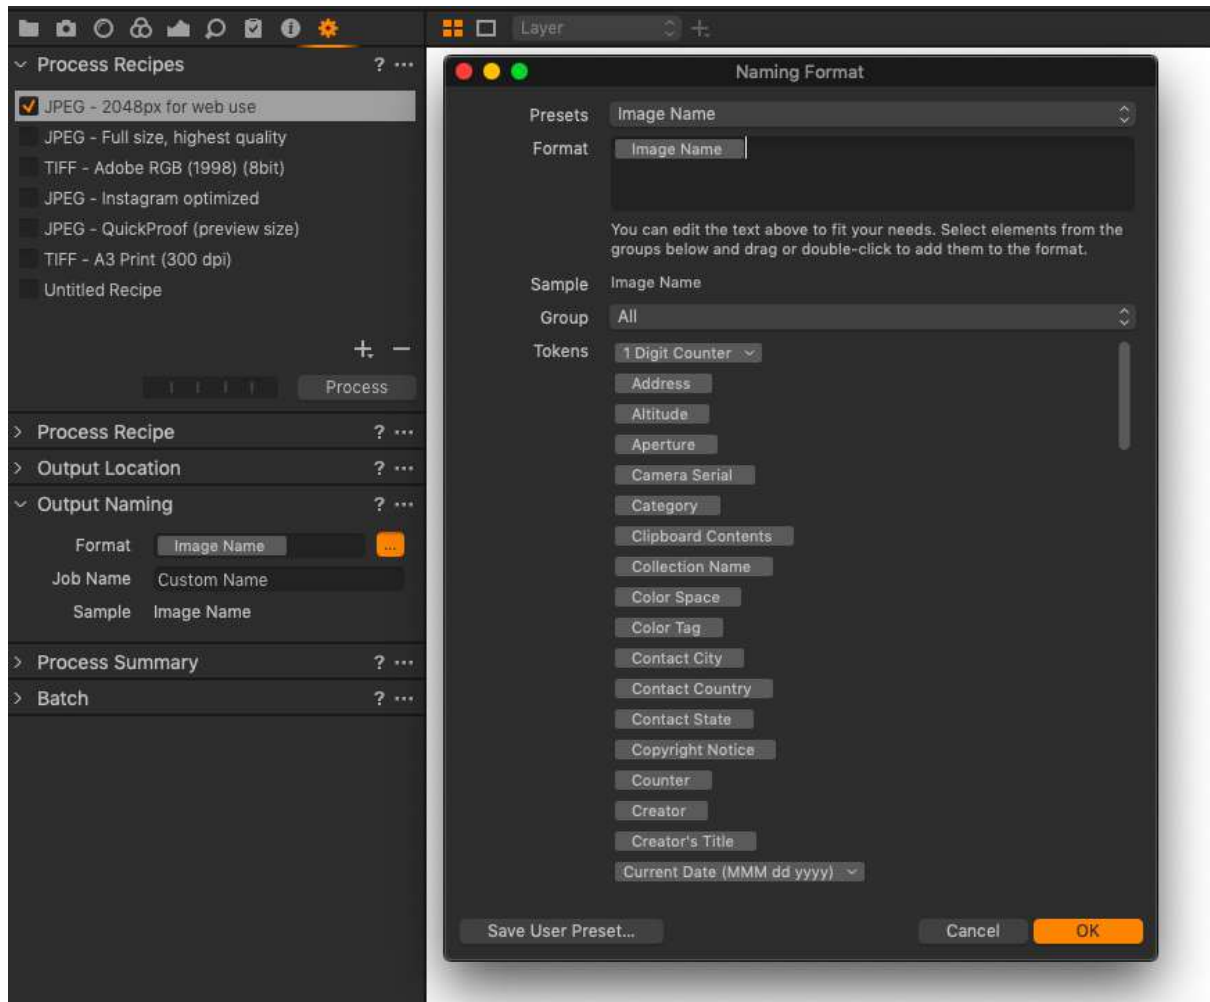 Layer
Process Recipes ? ...
JPEG - 2048px for web use
JPEG - Full size, highest quality
TIFF - Adobe RGB (1998) (8bit)
JPEG - Instagram optimized
JPEG - QuickProof (preview size)
TIFF - A3 Print (300 dpi)
Untitled Recipe
Process
Process Recipe ? ...
Output Location ? ...
Output Naming ? ...
Format Image Name ...
Job Name Custom Name
Sample Image Name
Process Summary ? ...
Batch ? ...
Naming Format
Presets Image Name
Format Image Name
You can edit the text above to fit your needs. Select elements from the
groups below and drag or double-click to add them to the format.
Sample Image Name
Group All
Tokens 1 Digit Counter
Address
Altitude
Aperture
Camera Serial
Category
Clipboard Contents
Collection Name
Color Space
Color Tag
Contact City
Contact Country
Contact State
Copyright Notice
Counter
Creator
Creator's Title
Current Date (MMM dd yyyy)
Save User Preset...
Cancel
OK